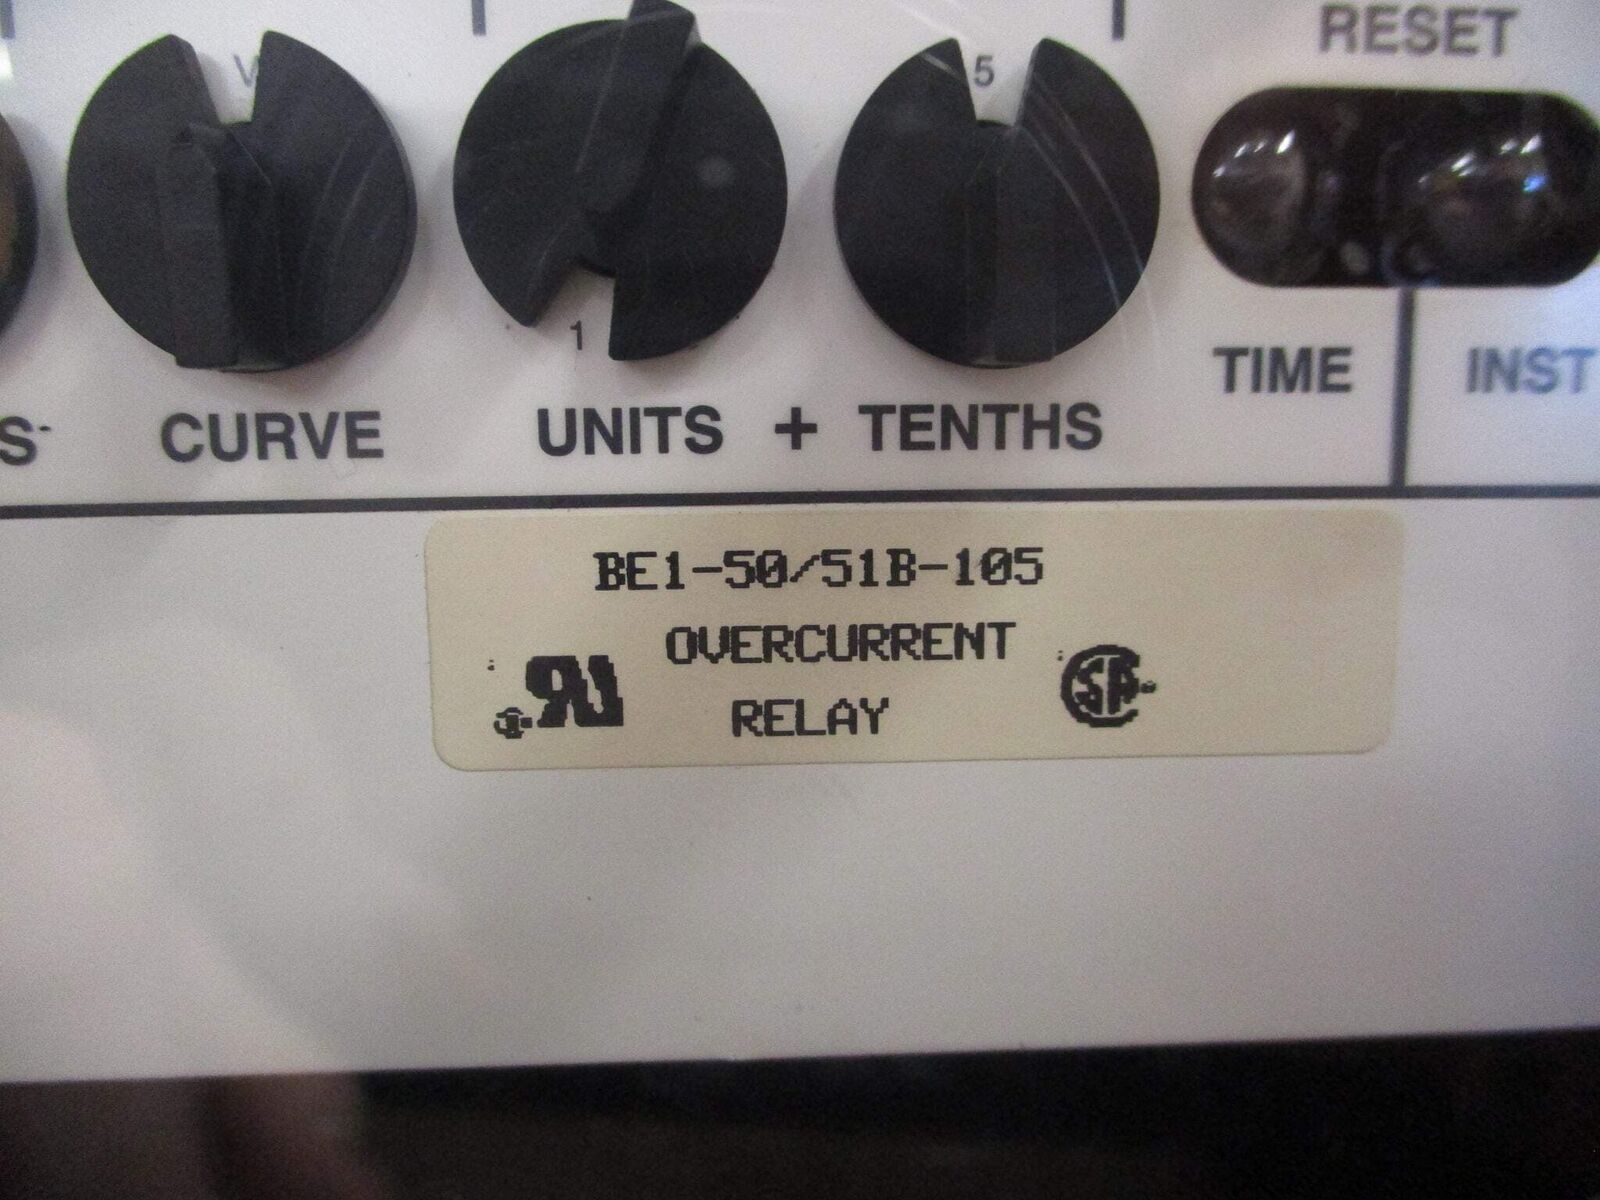 RESET
V
5
1
TIME
INST
CURVE
UNITS + TENTHS
BE1-50/51B-105
OVERCURRENT
RELAY